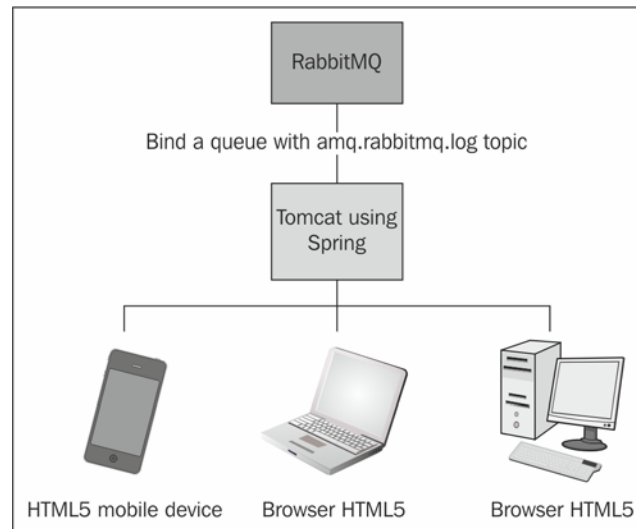 RabbitMQ
Bind a queue with amq.rabbitmq.log topic
Tomcat using
Spring
HTML5 mobile device
Browser HTML5
Browser HTML5